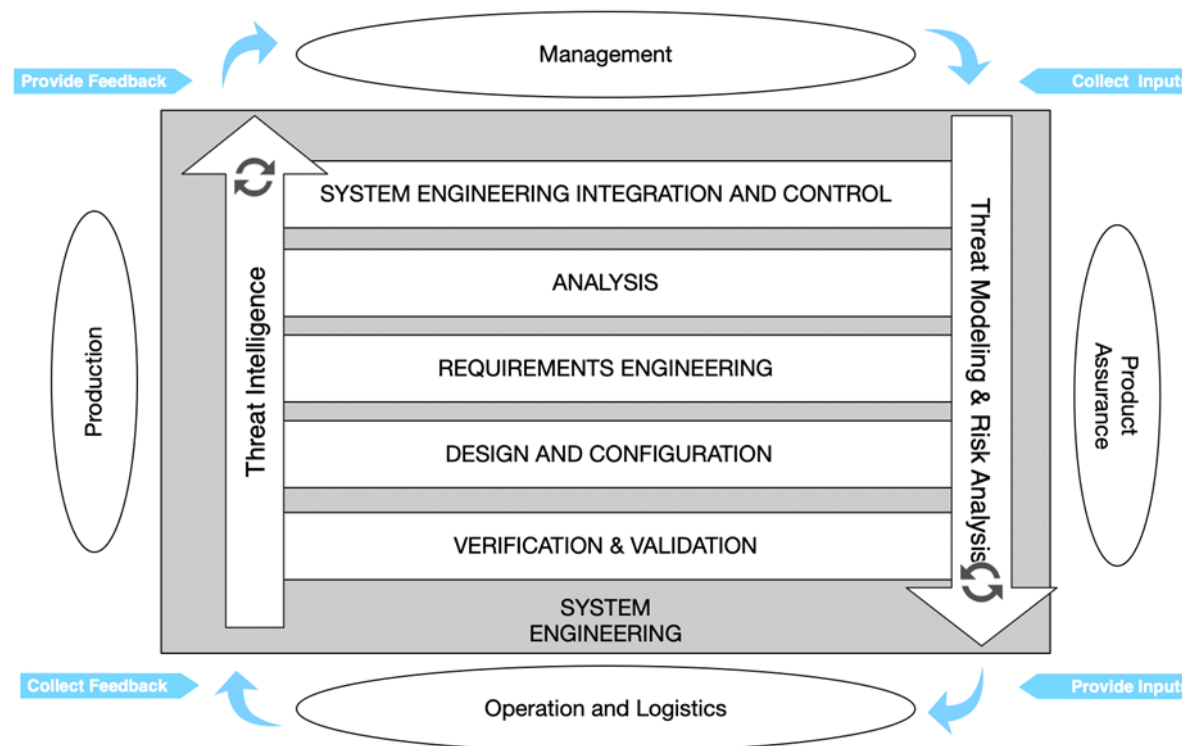 Management
Provide Feedback
Collect Inputs
SYSTEM ENGINEERING INTEGRATION AND CONTROL
ANALYSIS
REQUIREMENTS ENGINEERING
DESIGN AND CONFIGURATION
VERIFICATION & VALIDATION
SYSTEM
ENGINEERING
Threat Intelligence
Threat Modeling & Risk Analysis
Production
Product
Assurance
Collect Feedback
Provide Inputs
Operation and Logistics